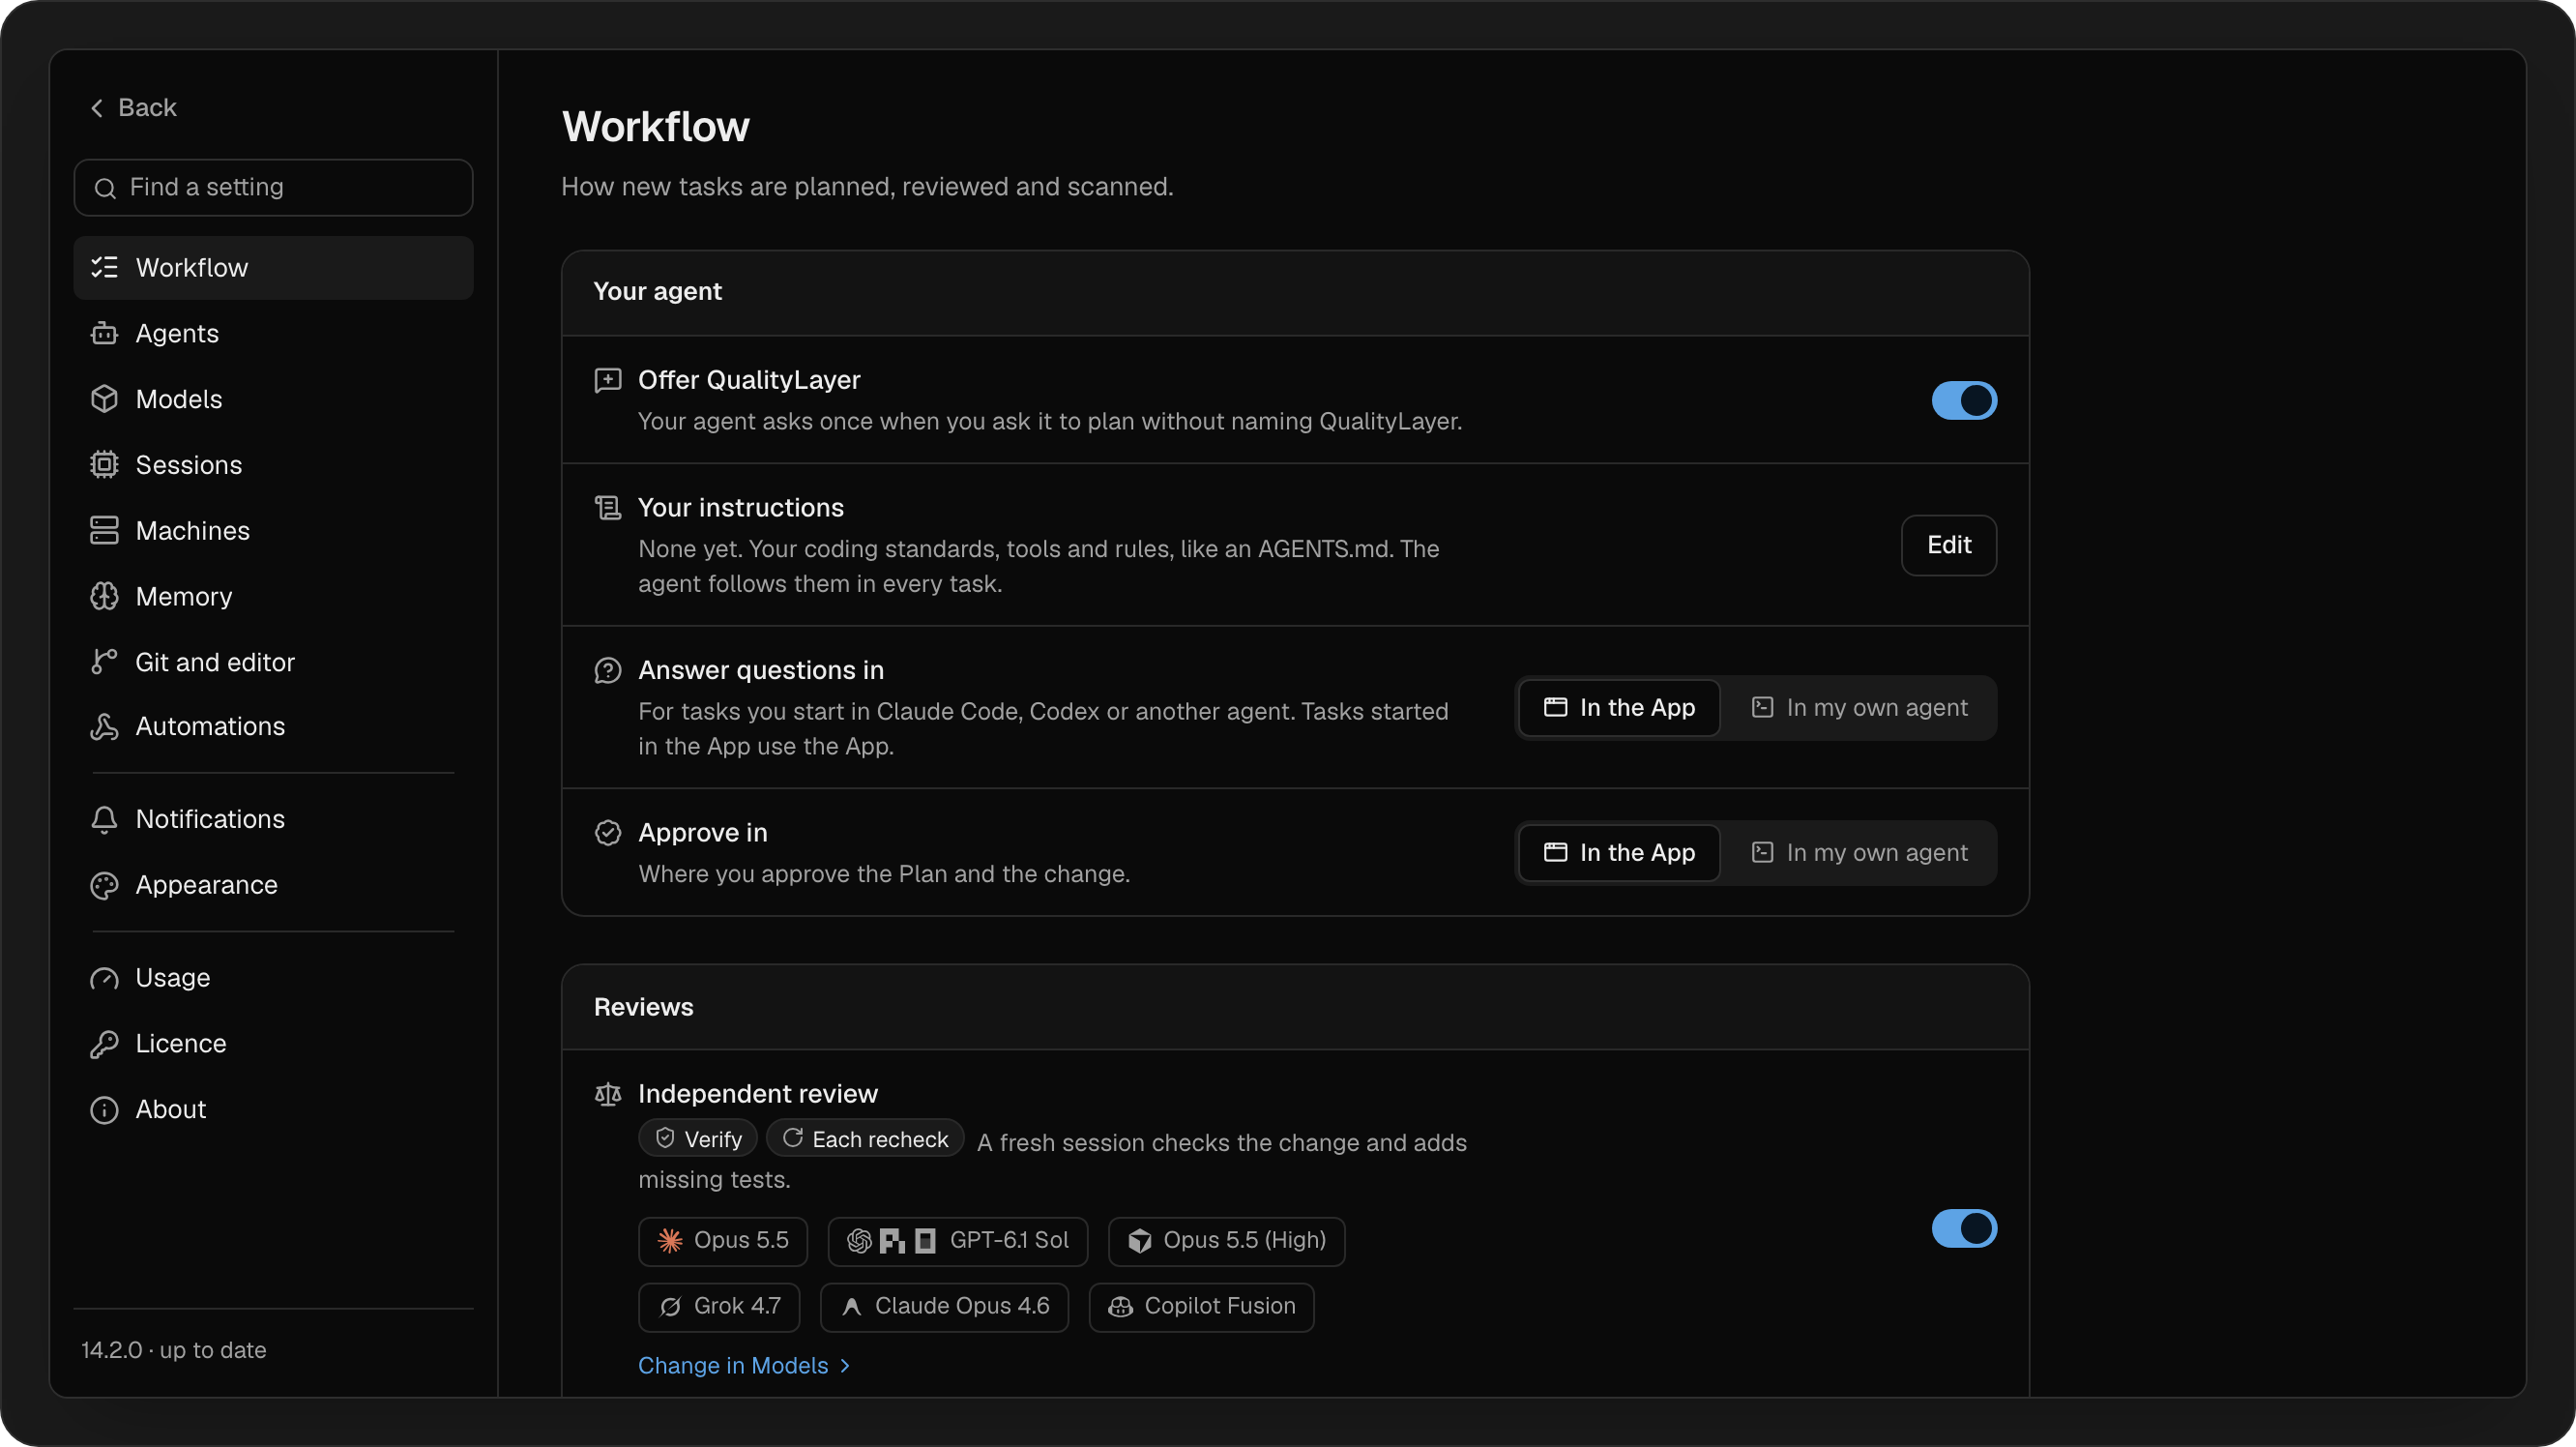 Back
Find a setting
Workflow
Agents
Models
Sessions
Machines
Memory
Git and editor
Automations
Notifications
Appearance
Usage
Licence
About
14.2.0 · up to date
Workflow
How new tasks are planned, reviewed and scanned.
Your agent
Offer QualityLayer
Your agent asks once when you ask it to plan without naming QualityLayer.
Your instructions
None yet. Your coding standards, tools and rules, like an AGENTS.md. The
agent follows them in every task.
Edit
Answer questions in
For tasks you start in Claude Code, Codex or another agent. Tasks started
in the App use the App.
In the App In my own agent
Approve in
Where you approve the Plan and the change.
In the App In my own agent
Reviews
Independent review
Verify Each recheck A fresh session checks the change and adds
missing tests.
Opus 5.5 GPT-6.1 Sol Opus 5.5 (High)
Grok 4.7 Claude Opus 4.6 Copilot Fusion
Change in Models